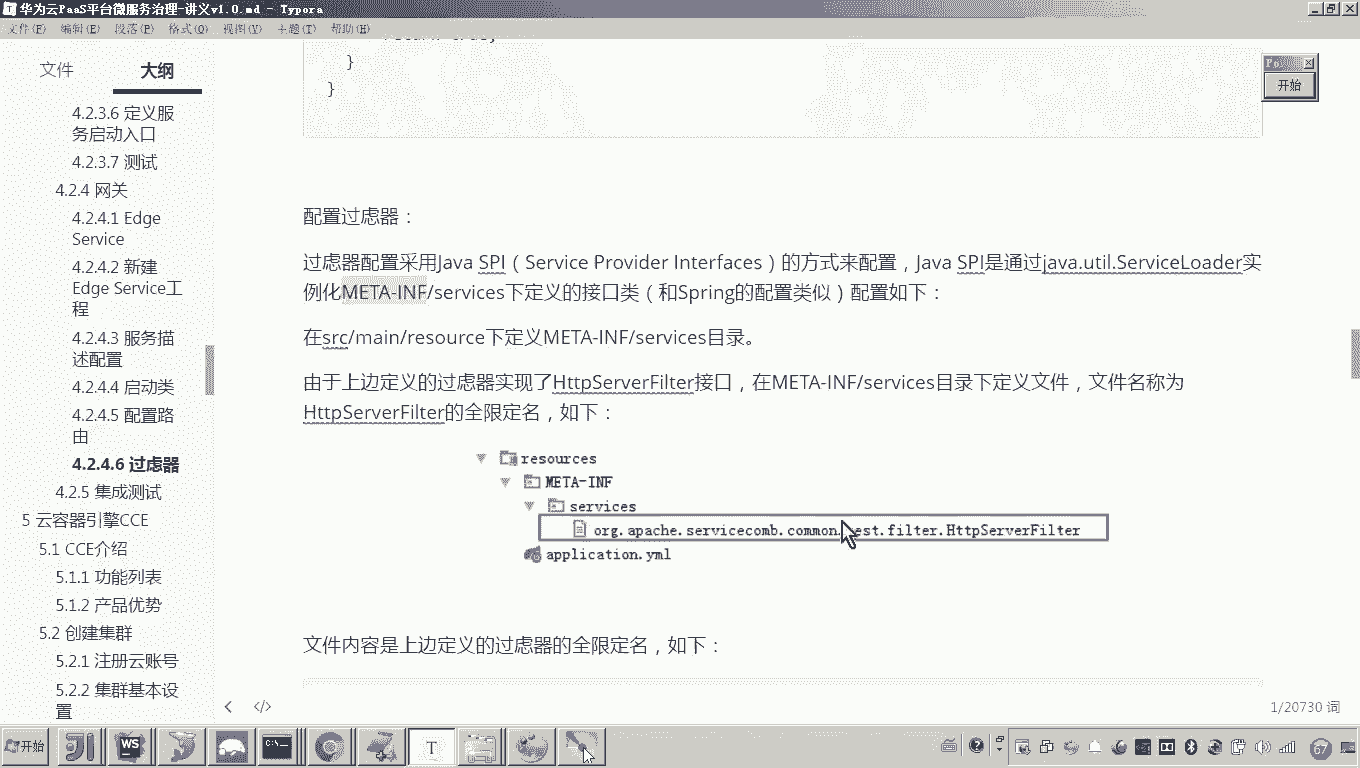 华为云PaaS平台微服务治理-讲义v1.0.md - Typora
文件(F) 编辑(E) 段落(P) 格式(O) 视图(V) 主题(T) 帮助(H)
文件 大纲
4.2.3.6 定义服
务启动入口
4.2.3.7 测试
4.2.4 网关
4.2.4.1 Edge
Service
4.2.4.2 新建
Edge Service工
程
4.2.4.3 服务描
述配置
4.2.4.4 启动类
4.2.4.5 配置路
由
4.2.4.6 过虑器
4.2.5 集成测试
5 云容器引擎CCE
5.1 CCE介绍
5.1.1 功能列表
5.1.2 产品优势
5.2 创建集群
5.2.1 注册云账号
5.2.2 集群基本设
置
}
}
配置过虑器：
过虑器配置采用Java SPI（Service Provider Interfaces）的方式来配置，Java SPI是通过java.util.ServiceLoader实
例化META-INF/services下定义的接口类（和Spring的配置类似）配置如下：
在src/main/resource下定义META-INF/services目录。
由于上边定义的过虑器实现了HttpServerFilter接口，在META-INF/services目录下定义文件，文件名称为
HttpServerFilter的全限定名，如下：
resources
META-INF
services
org.apache.servicecomb.common.rest.filter.HttpServerFilter
application.yml
文件内容是上边定义的过虑器的全限定名，如下：
1/20730 词
Po
开始
开始
WS
T
67